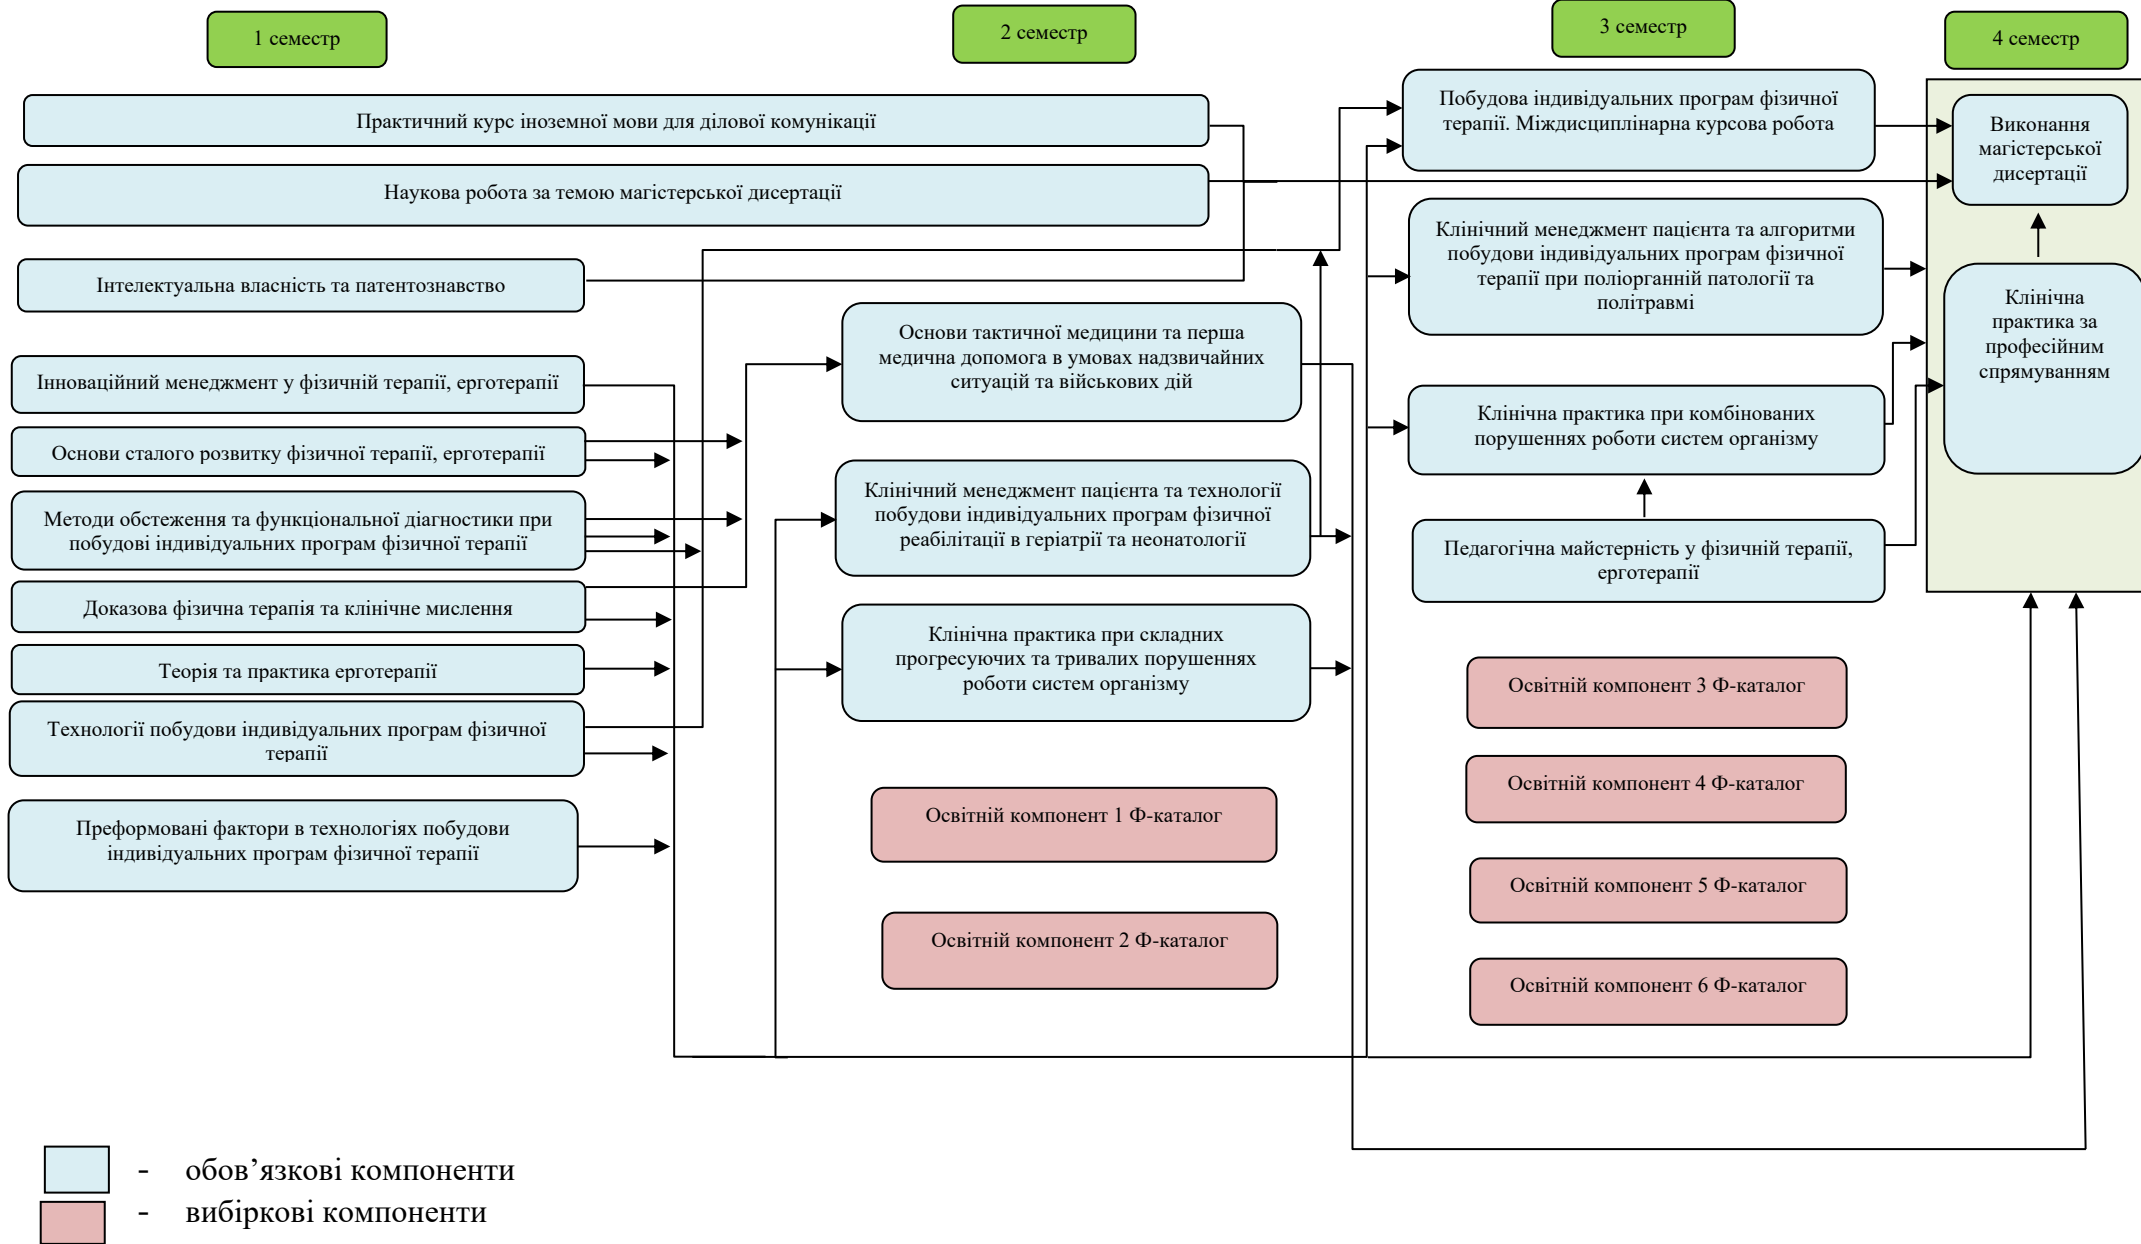 1 семестр
2 семестр
3 семестр
4 семестр
Практичний курс іноземної мови для ділової комунікації
Наукова робота за темою магістерської дисертації
Інтелектуальна власність та патентознавство
Інноваційний менеджмент у фізичній терапії, ерготерапії
Основи сталого розвитку фізичної терапії, ерготерапії
Методи обстеження та функціональної діагностики при
побудові індивідуальних програм фізичної терапії
Доказова фізична терапія та клінічне мислення
Теорія та практика ерготерапії
Технології побудови індивідуальних програм фізичної
терапії
Преформовані фактори в технологіях побудови
індивідуальних програм фізичної терапії
Основи тактичної медицини та перша
медична допомога в умовах надзвичайних
ситуацій та військових дій
Клінічний менеджмент пацієнта та технології
побудови індивідуальних програм фізичної
реабілітації в геріатрії та неонатології
Клінічна практика при складних
прогресуючих та тривалих порушеннях
роботи систем організму
Освітній компонент 1 Ф-каталог
Освітній компонент 2 Ф-каталог
Побудова індивідуальних програм фізичної
терапії. Міждисциплінарна курсова робота
Клінічний менеджмент пацієнта та алгоритми
побудови індивідуальних програм фізичної
терапії при поліорганній патології та
політравмі
Клінічна практика при комбінованих
порушеннях роботи систем організму
Педагогічна майстерність у фізичній терапії,
ерготерапії
Освітній компонент 3 Ф-каталог
Освітній компонент 4 Ф-каталог
Освітній компонент 5 Ф-каталог
Освітній компонент 6 Ф-каталог
Виконання
магістерської
дисертації
Клінічна
практика за
професійним
спрямуванням
- обов’язкові компоненти
- вибіркові компоненти